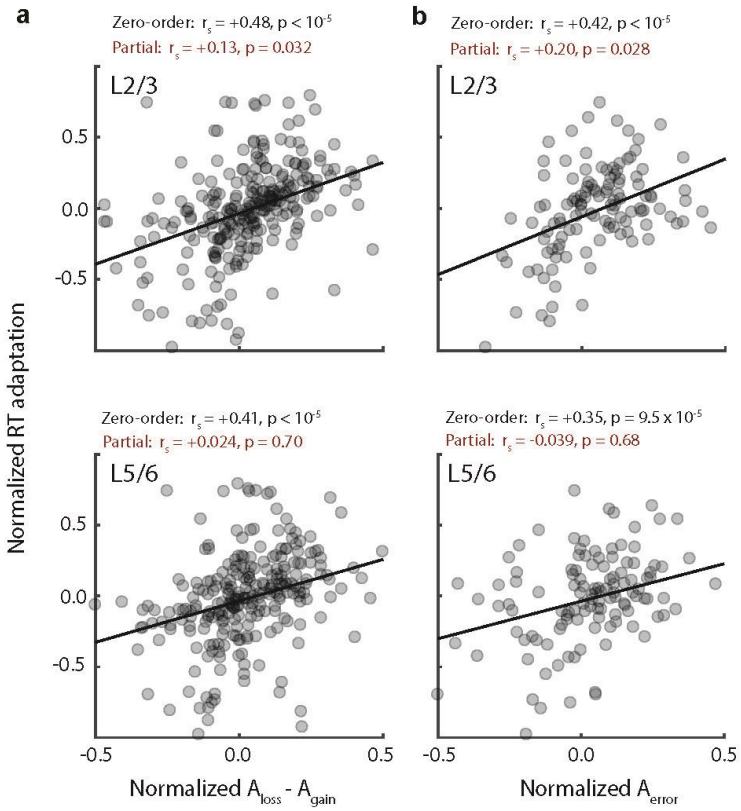 a
Zero-order: rs = +0.48, p < 10-5
Partial: rs = +0.13, p = 0.032
L2/3
0.5
0.0
-0.5
b
Zero-order: rs = +0.42, p < 10-5
Partial: rs = +0.20, p = 0.028
L2/3
Normalized RT adaptation
Zero-order: rs = +0.41, p < 10-5
Partial: rs = +0.024, p = 0.70
L5/6
0.5
0.0
-0.5
-0.5 0.0 0.5
Normalized Aloss - Again
Zero-order: rs = +0.35, p = 9.5 x 10-5
Partial: rs = -0.039, p = 0.68
L5/6
-0.5 0.0 0.5
Normalized Aerror